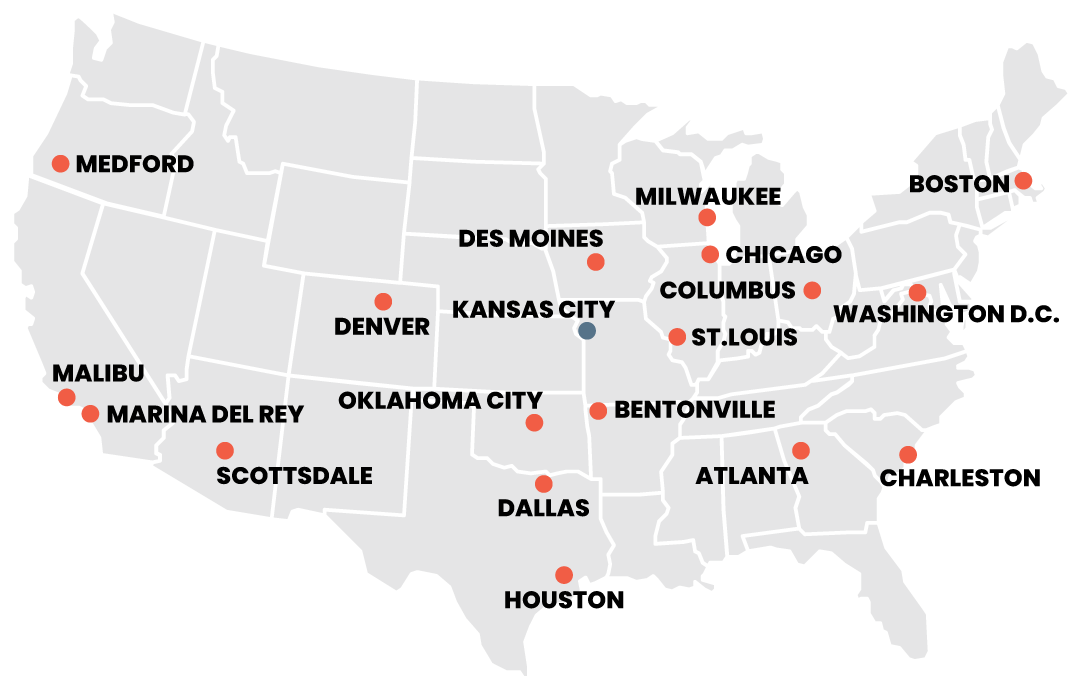 MEDFORD
BOSTON
MILWAUKEE
DES MOINES
CHICAGO
COLUMBUS
KANSAS CITY
WASHINGTON D.C.
DENVER
ST.LOUIS
MALIBU
OKLAHOMA CITY
BENTONVILLE
MARINA DEL REY
SCOTTSDALE
ATLANTA
CHARLESTON
DALLAS
HOUSTON